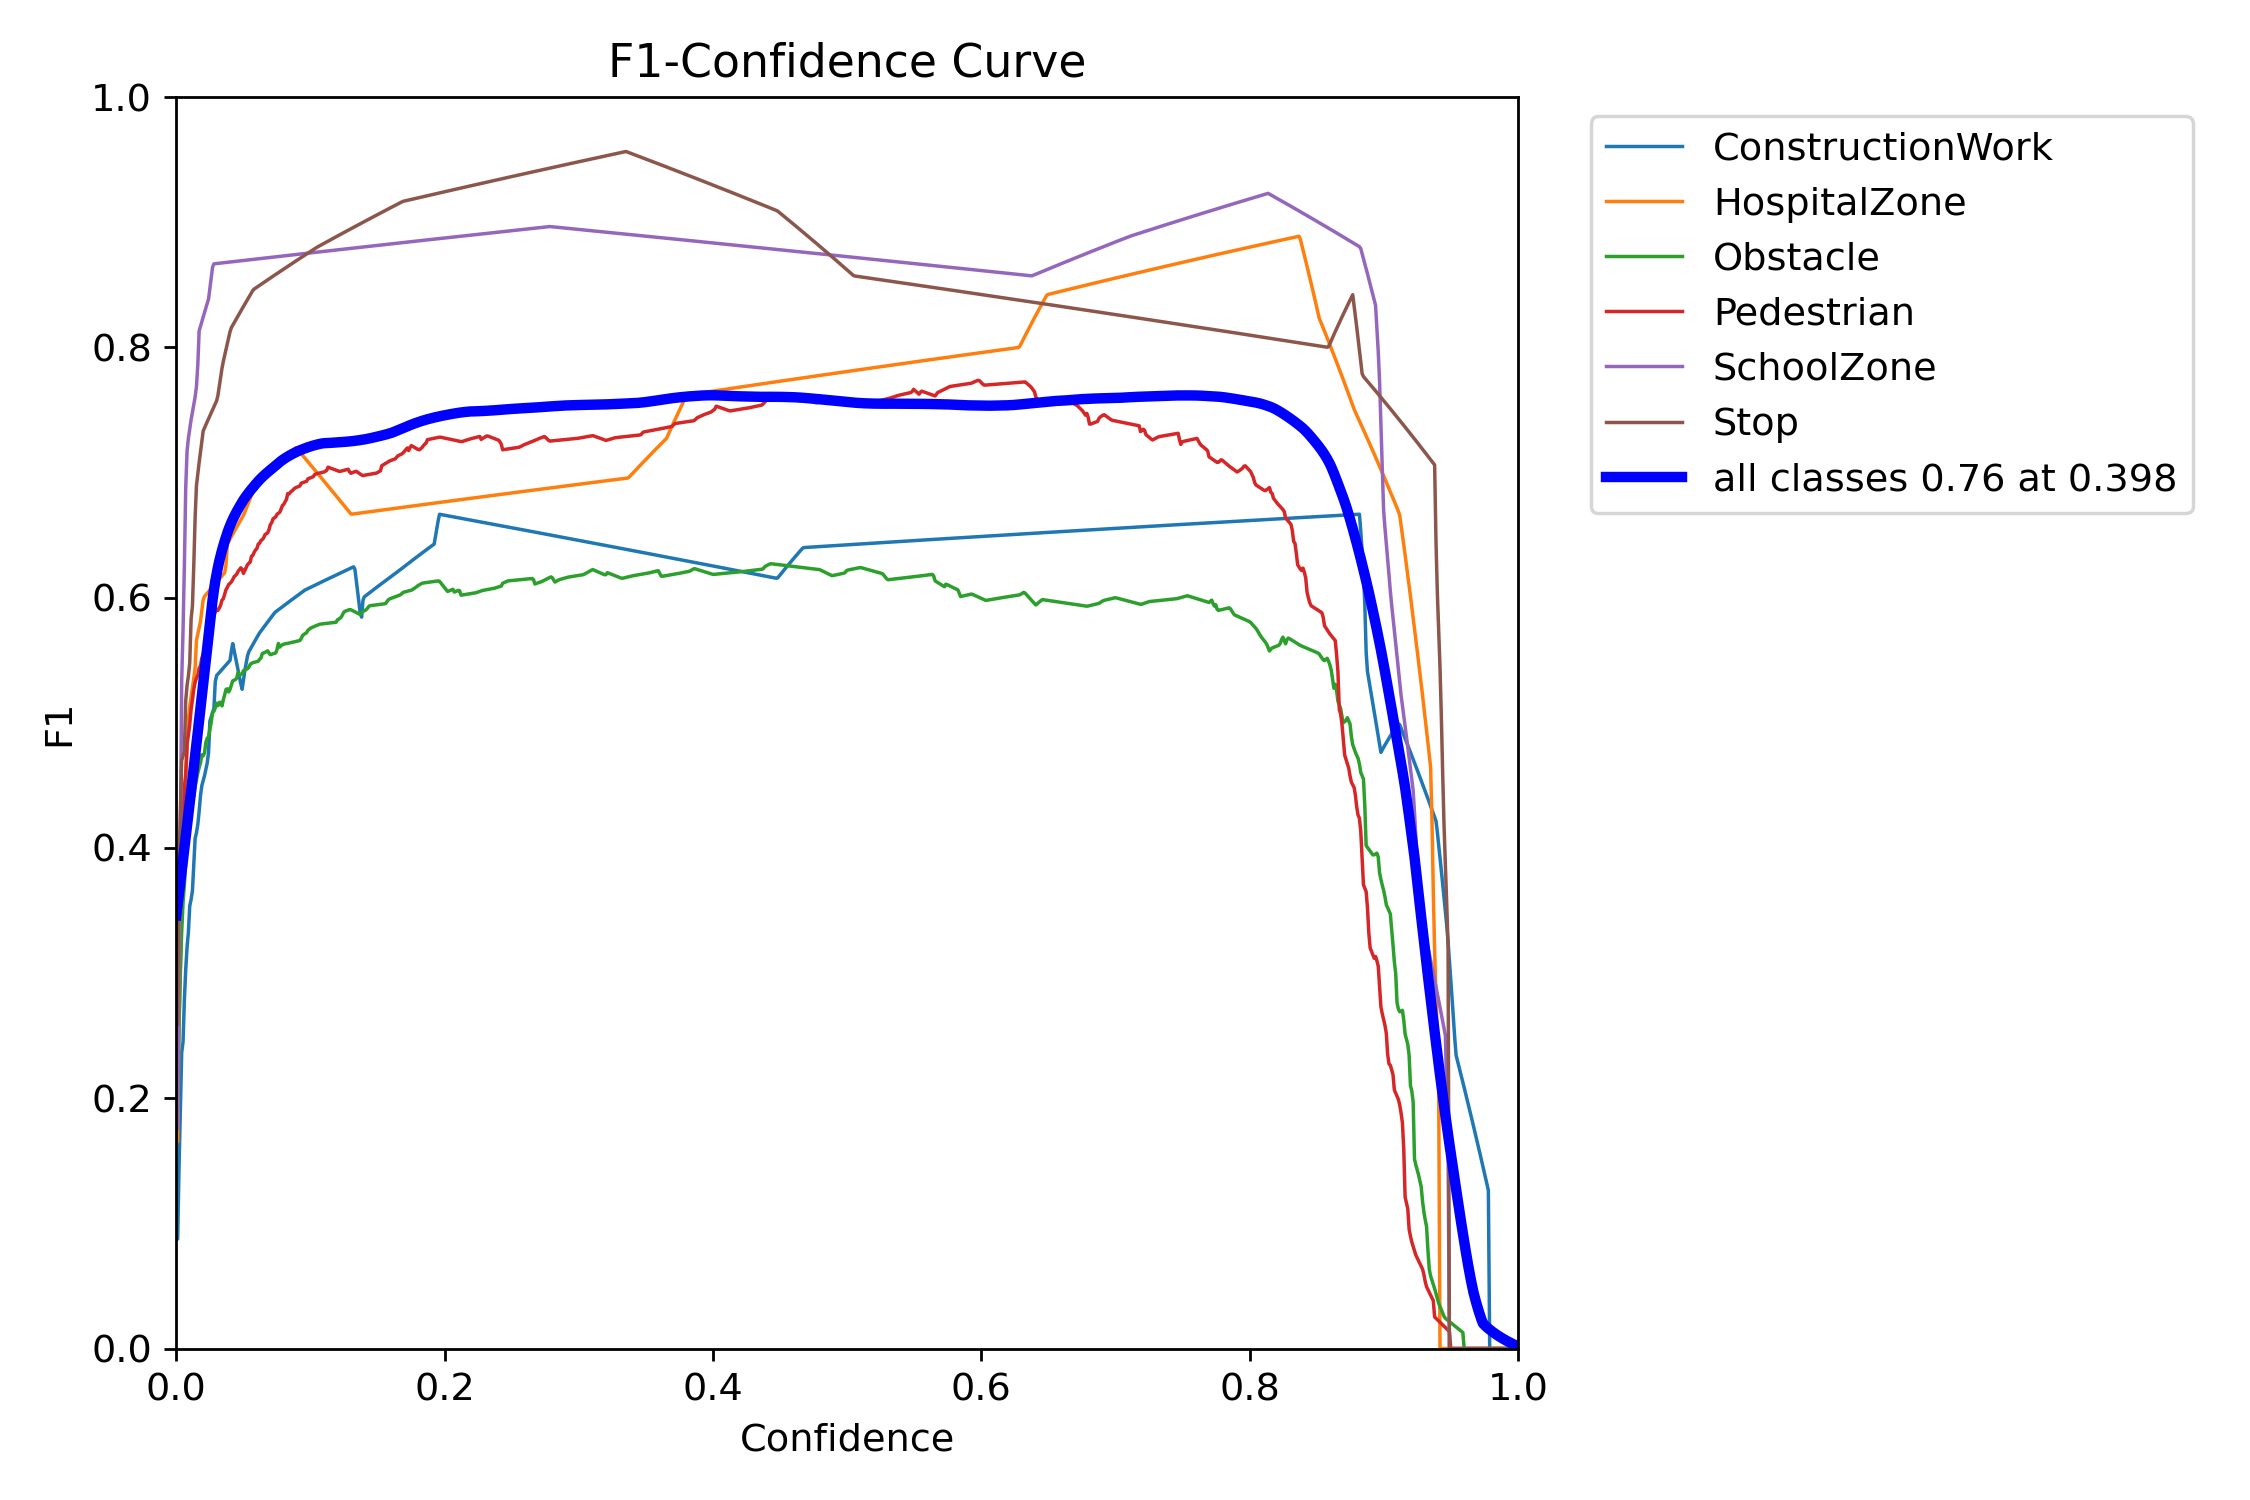 F1-Confidence Curve
1.0
0.8
0.6
0.4
0.2
0.0
F1
0.0 0.2 0.4 0.6 0.8 1.0
Confidence
ConstructionWork
HospitalZone
Obstacle
Pedestrian
SchoolZone
Stop
all classes 0.76 at 0.398